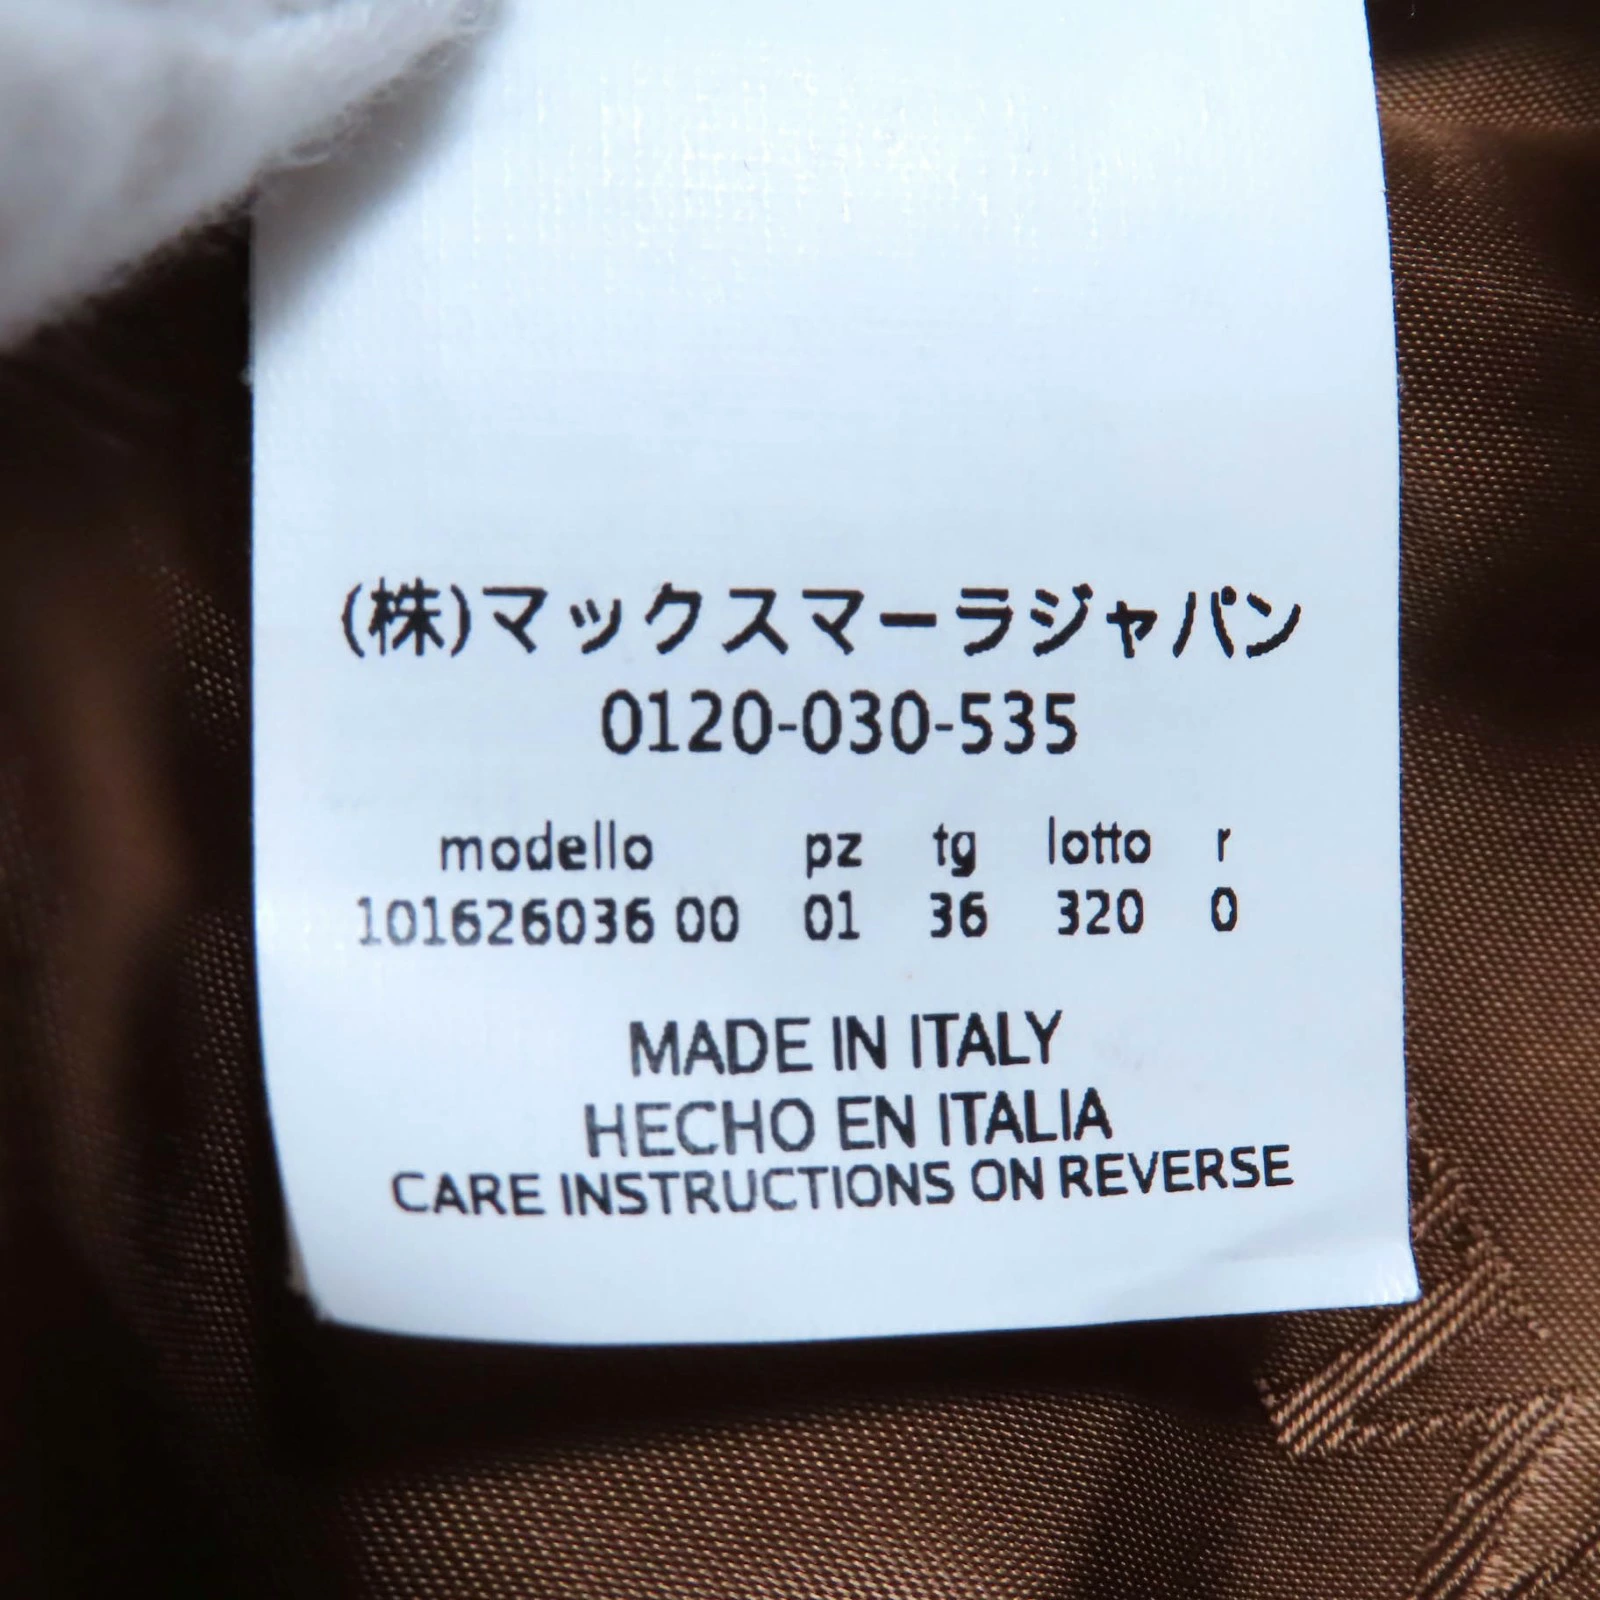 (株)マックスマーラジャパン
0120-030-535
modello pz tg lotto r
101626036 00 01 36 320 0
MADE IN ITALY
HECHO EN ITALIA
CARE INSTRUCTIONS ON REVERSE